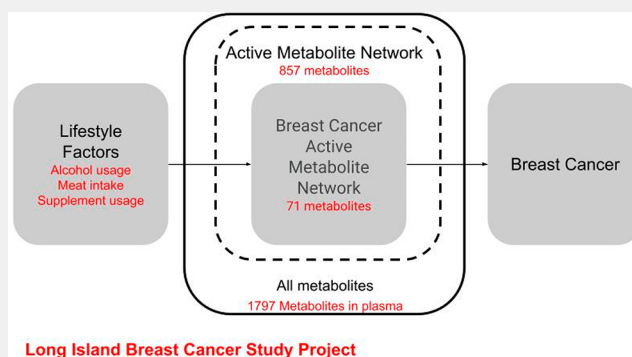 Active Metabolite Network
857 metabolites
Lifestyle
Factors
Alcohol usage
Meat intake
Supplement usage
Breast Cancer
Active
Metabolite
Network
71 metabolites
Breast Cancer
All metabolites
1797 Metabolites in plasma
Long Island Breast Cancer Study Project